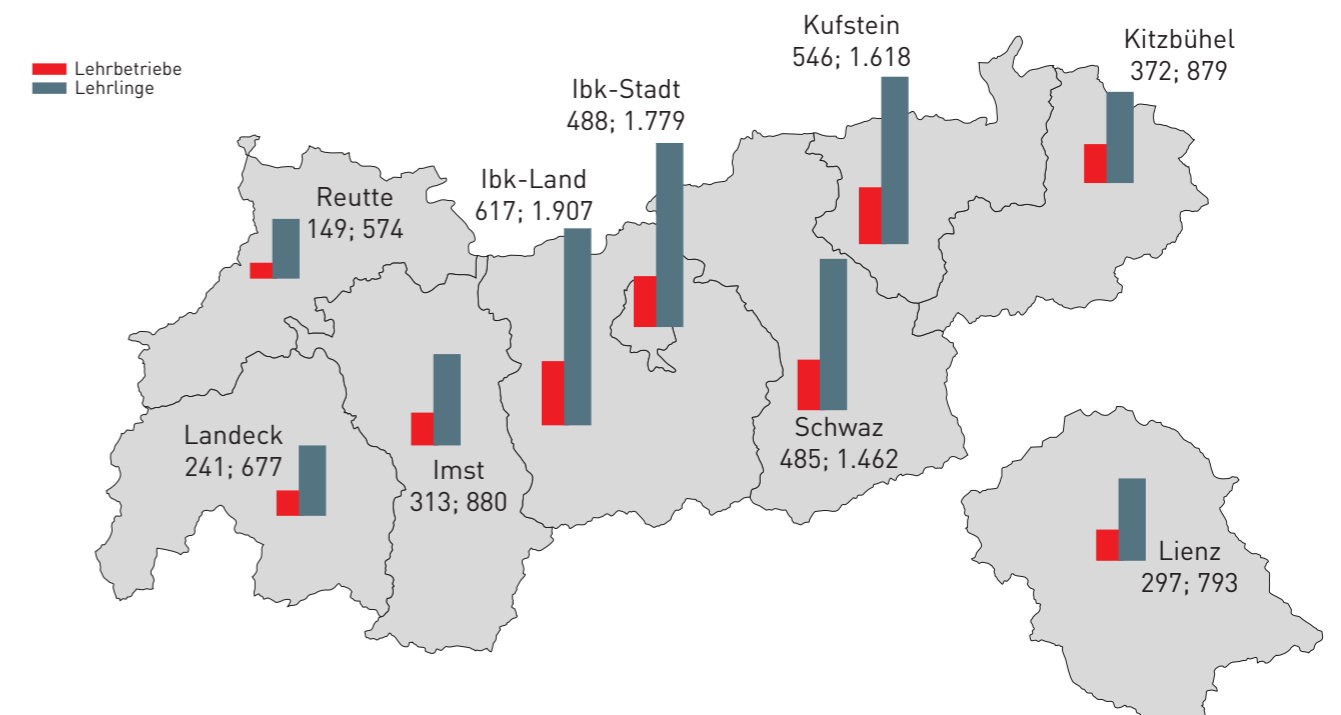 Lehrbetriebe
Lehrlinge
Kufstein
546; 1.618
Kitzbühel
372; 879
Ibk-Stadt
488; 1.779
Ibk-Land
617; 1.907
Reutte
149; 574
Landeck
241; 677
Imst
313; 880
Schwaz
485; 1.462
Lienz
297; 793